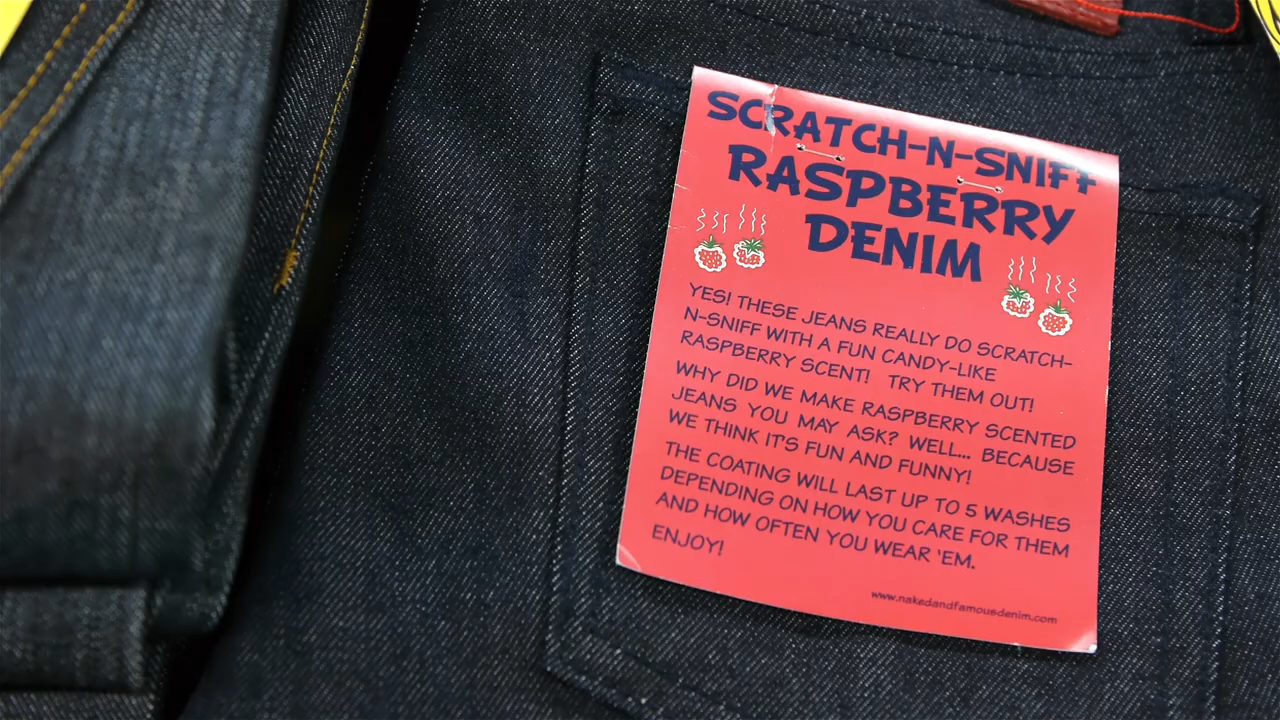 SCRATCH-N-SNIFF
RASPBERRY
DENIM
YES! THESE JEANS REALLY DO SCRATCH-
N-SNIFF WITH A FUN CANDY-LIKE
RASPBERRY SCENT! TRY THEM OUT!
WHY DID WE MAKE RASPBERRY SCENTED
JEANS YOU MAY ASK? WELL... BECAUSE
WE THINK IT'S FUN AND FUNNY!
THE COATING WILL LAST UP TO 5 WASHES
DEPENDING ON HOW YOU CARE FOR THEM
AND HOW OFTEN YOU WEAR 'EM.
ENJOY!
www.nakedandfamousdenim.com